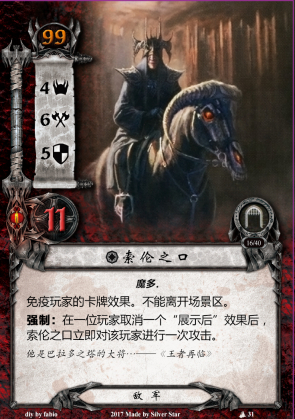 99
4
6
5
11
索伦之口
16/40
魔多.
免疫玩家的卡牌效果。不能离开场景区。
强制：在一位玩家取消一个“展示后”效果后，
索伦之口立即对该玩家进行一次攻击。
他是巴拉多之塔的大将…——《王者再临》
敌军
diy by fabio
2017 Made by Silver Star
31